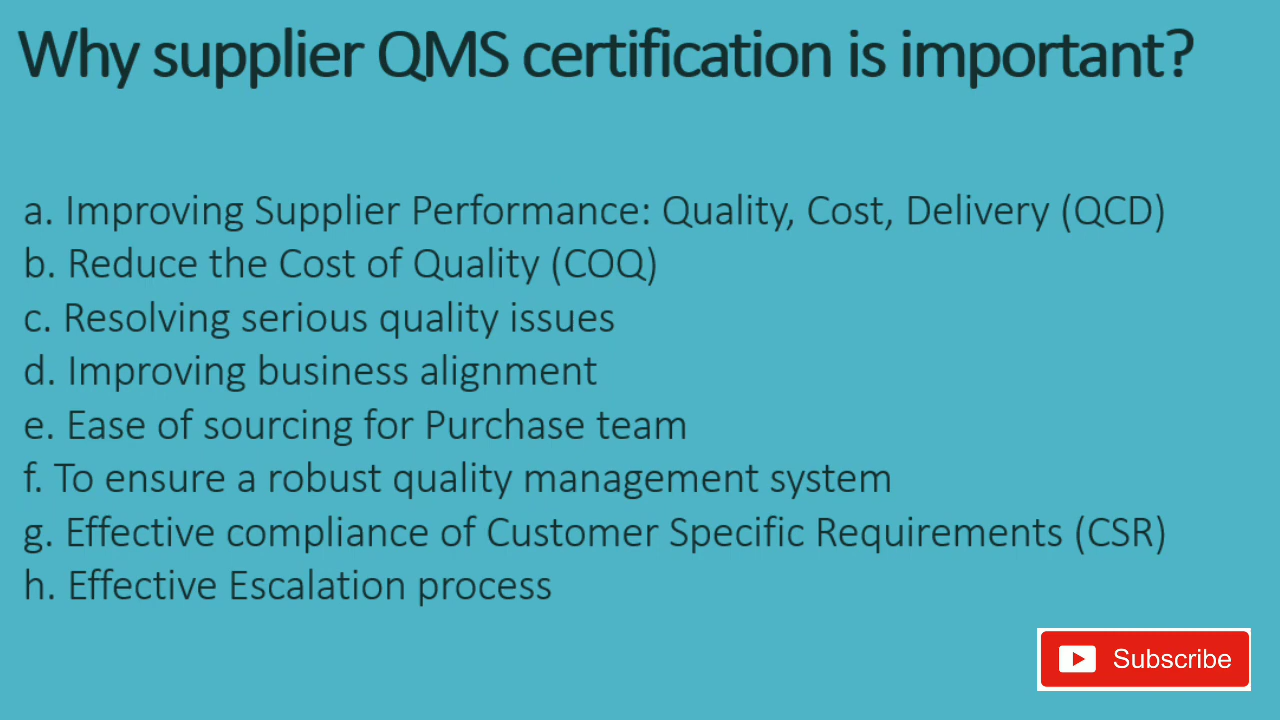 Why supplier QMS certification is important?
a. Improving Supplier Performance: Quality, Cost, Delivery (QCD)
b. Reduce the Cost of Quality (COQ)
c. Resolving serious quality issues
d. Improving business alignment
e. Ease of sourcing for Purchase team
f. To ensure a robust quality management system
g. Effective compliance of Customer Specific Requirements (CSR)
h. Effective Escalation process
Subscribe